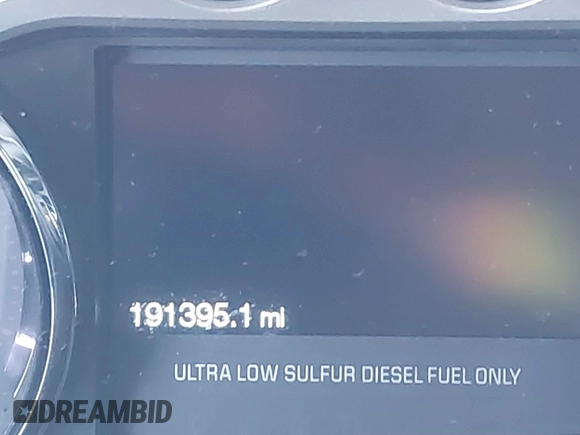 191395.1 mi
ULTRA LOW SULFUR DIESEL FUEL ONLY
DREAMBID